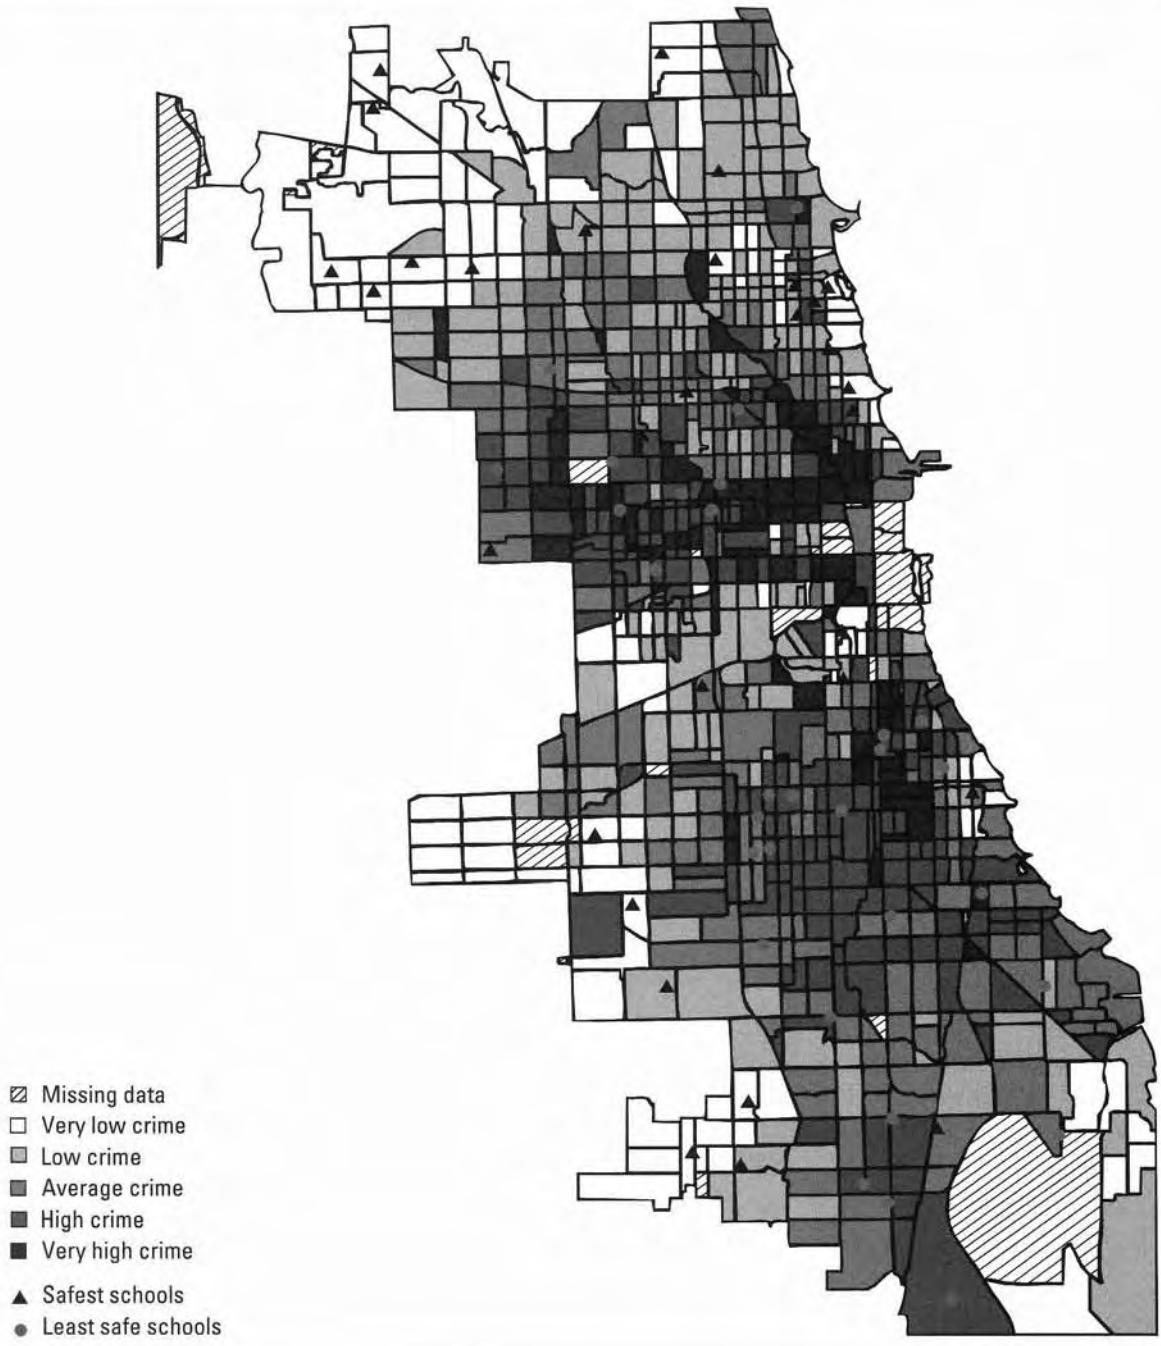 Missing data
Very low crime
Low crime
Average crime
High crime
Very high crime
Safest schools
Least safe schools